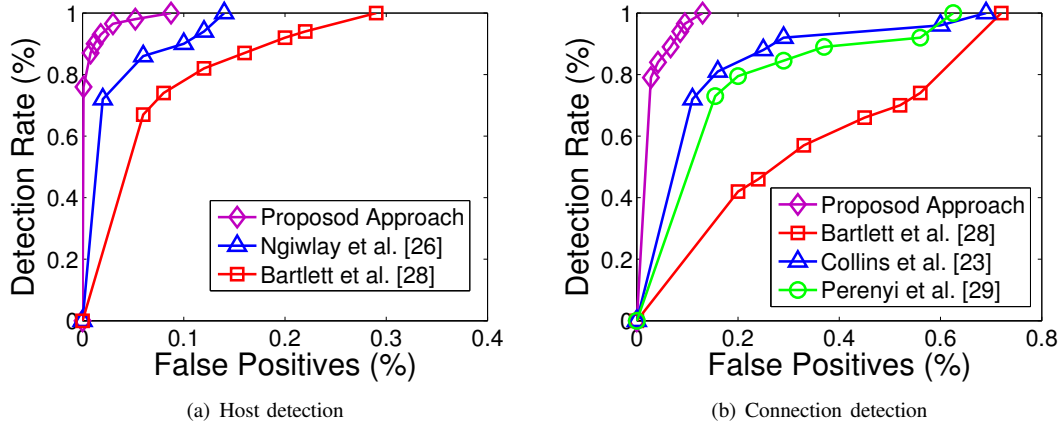 1
0.8
0.6
0.4
0.2
0
0 0.1 0.2 0.3 0.4
Detection Rate (%)
False Positives (%)
Proposod Approach
Ngiwlay et al. [26]
Bartlett et al. [28]
(a) Host detection
1
0.8
0.6
0.4
0.2
0
0 0.2 0.4 0.6 0.8
Detection Rate (%)
False Positives (%)
Proposod Approach
Bartlett et al. [28]
Collins et al. [23]
Perenyi et al. [29]
(b) Connection detection